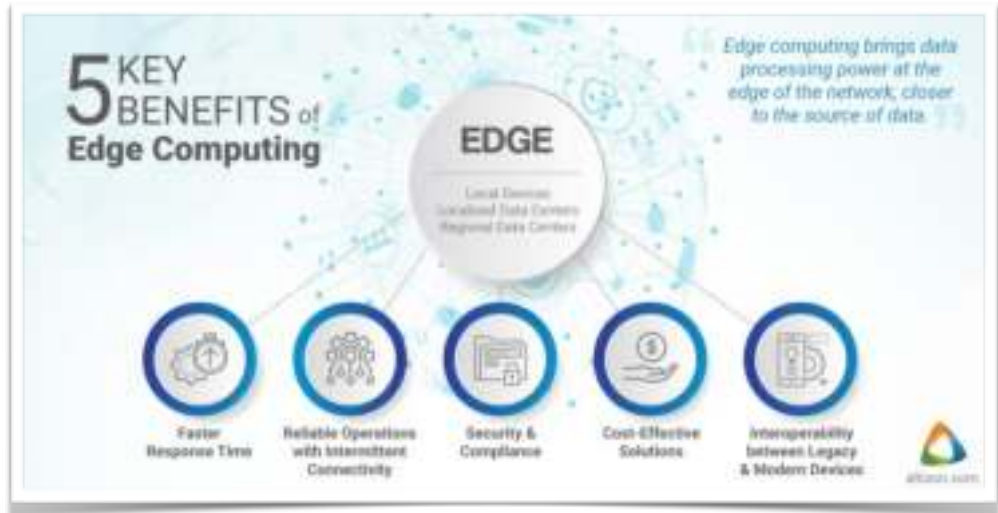 5 KEY
BENEFITS of
Edge Computing
Edge computing brings data
processing power at the
edge of the network, closer
to the source of data.
EDGE
Local Devices
Localized Data Centers
Regional Data Centers
Faster
Response Time
Reliable Operations
with Intermittent
Connectivity
Security &
Compliance
Cost-Effective
Solutions
Interoperability
between Legacy
& Modern Devices